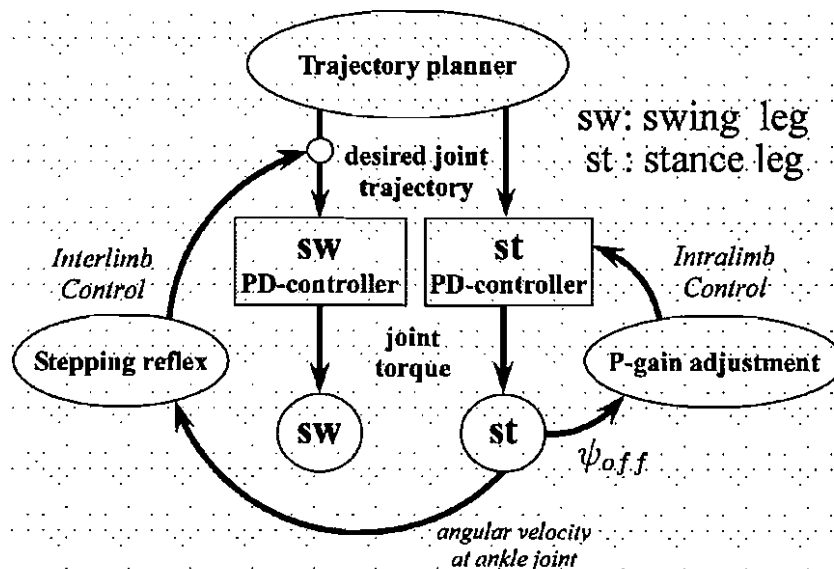 Trajectory planner
sw: swing leg
st : stance leg
desired joint
trajectory
sw
PD-controller
st
PD-controller
Interlimb
Control
Intralimb
Control
Stepping reflex
joint
torque
P-gain adjustment
sw
st
ψoff
angular velocity
at ankle joint